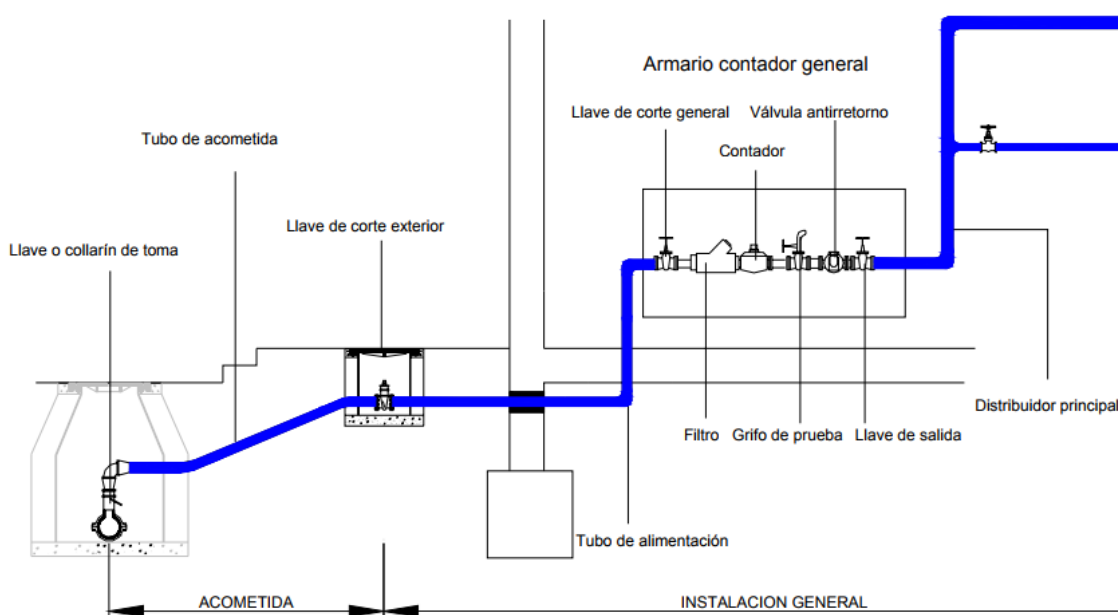 Armario contador general
Llave de corte general
Válvula antirretorno
Tubo de acometida
Contador
Llave de corte exterior
Llave o collarín de toma
Distribuidor principal
Filtro
Grifo de prueba
Llave de salida
Tubo de alimentación
ACOMETIDA
INSTALACION GENERAL